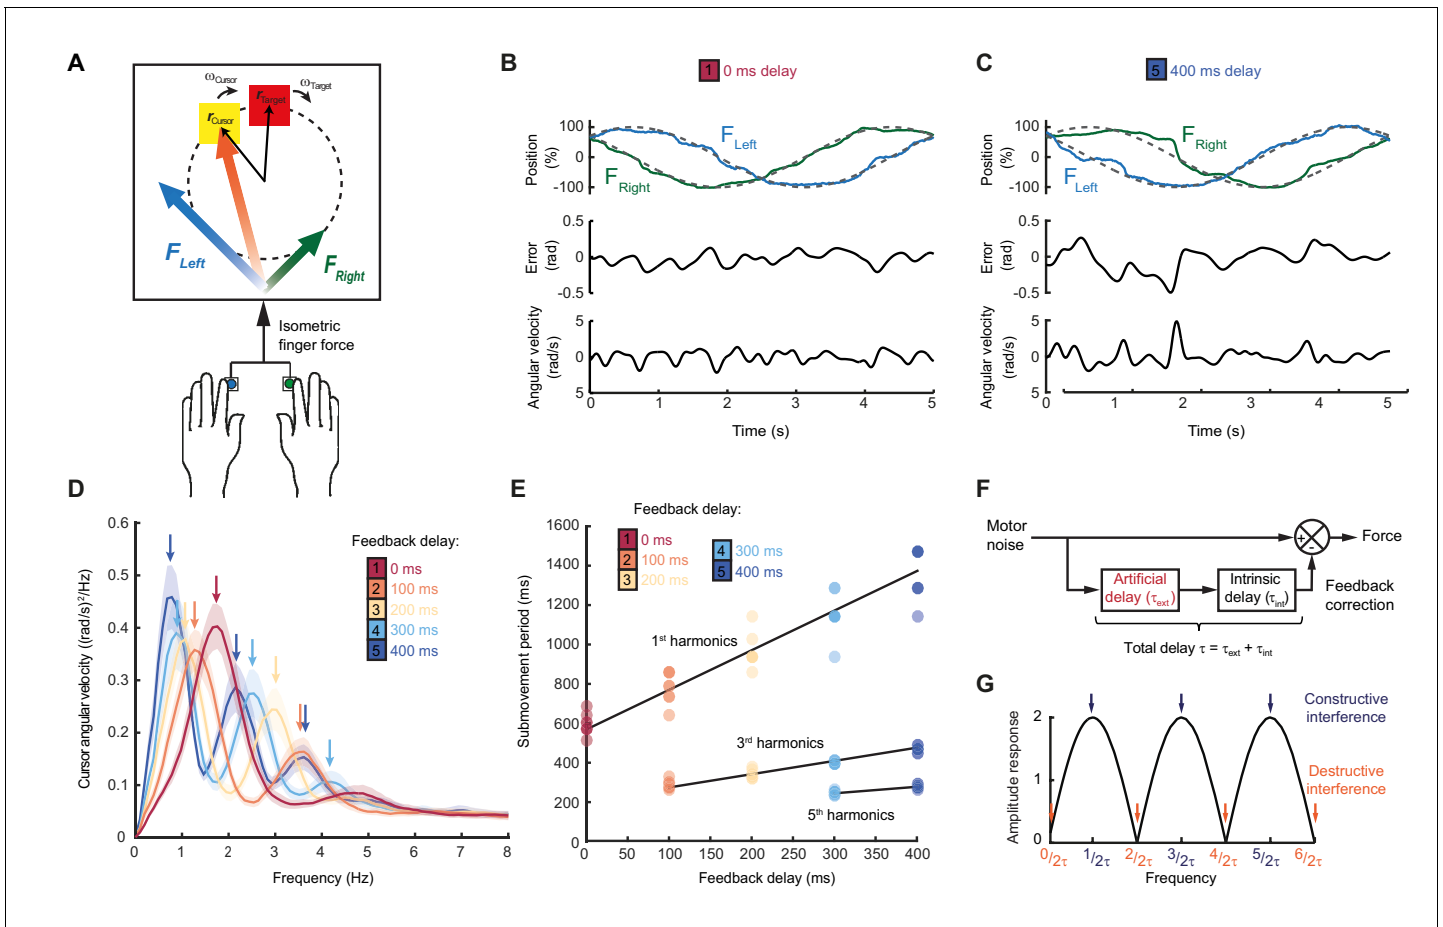 A
ωCursor
ωTarget
rTarget
rCursor
FLeft
FRight
Isometric
finger force
B
1 0 ms delay
100
0
-100
Position
(%)
FLeft
FRight
0.5
0
-0.5
Error
(rad)
5
0
5
Angular velocity
(rad/s)
0 1 2 3 4 5
Time (s)
C
5 400 ms delay
100
0
-100
Position
(%)
FRight
FLeft
0.5
0
-0.5
Error
(rad)
5
0
5
Angular velocity
(rad/s)
0 1 2 3 4 5
Time (s)
D
Cursor angular velocity (rad/s)²/Hz)
0.6
0.5
0.4
0.3
0.2
0.1
0
Feedback delay:
1 0 ms
2 100 ms
3 200 ms
4 300 ms
5 400 ms
0 1 2 3 4 5 6 7 8
Frequency (Hz)
E
Feedback delay:
1 0 ms
2 100 ms
3 200 ms
4 300 ms
5 400 ms
Submovement period (ms)
1600
1400
1200
1000
800
600
400
200
0
1st harmonics
3rd harmonics
5th harmonics
0 50 100 150 200 250 300 350 400
Feedback delay (ms)
F
Motor
noise
+
-
Force
Artificial
delay (τext)
Intrinsic
delay (τint)
Feedback
correction
Total delay τ = τext + τint
G
Amplitude response
2
1
0
Constructive
interference
Destructive
interference
0/2τ 1/2τ 2/2τ 3/2τ 4/2τ 5/2τ 6/2τ
Frequency